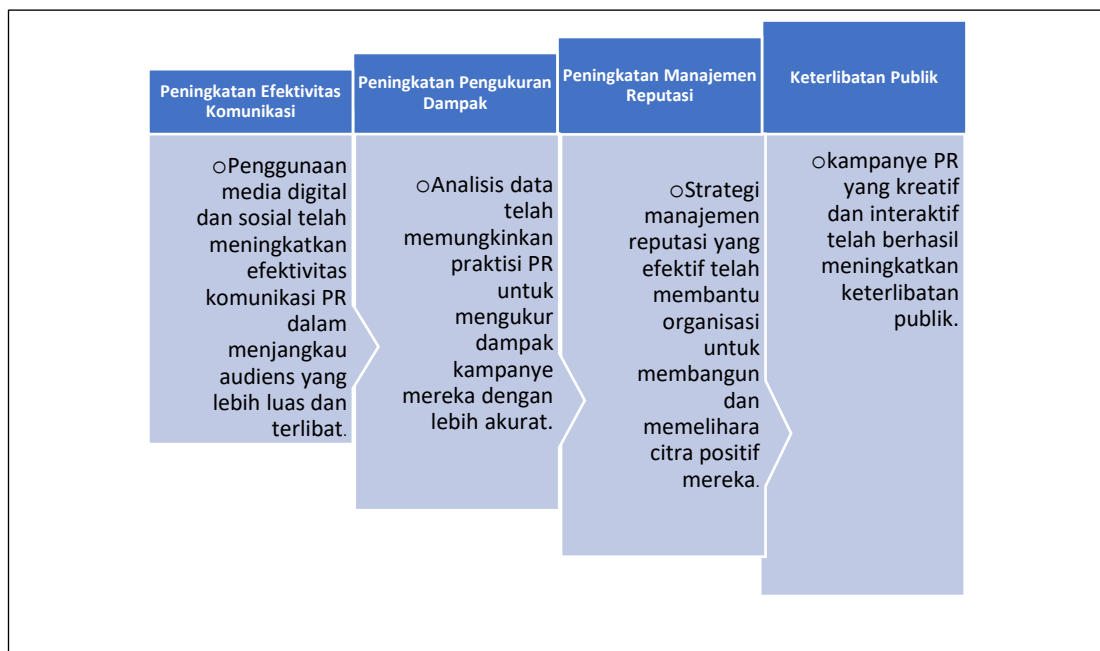 Peningkatan Efektivitas
Komunikasi
○Penggunaan
media digital
dan sosial telah
meningkatkan
efektivitas
komunikasi PR
dalam
menjangkau
audiens yang
lebih luas dan
terlibat.
Peningkatan Pengukuran
Dampak
○Analisis data
telah
memungkinkan
praktisi PR
untuk
mengukur
dampak
kampanye
mereka dengan
lebih akurat.
Peningkatan Manajemen
Reputasi
○Strategi
manajemen
reputasi yang
efektif telah
membantu
organisasi
untuk
membangun
dan
memelihara
citra positif
mereka.
Keterlibatan Publik
○kampanye PR
yang kreatif
dan interaktif
telah berhasil
meningkatkan
keterlibatan
publik.